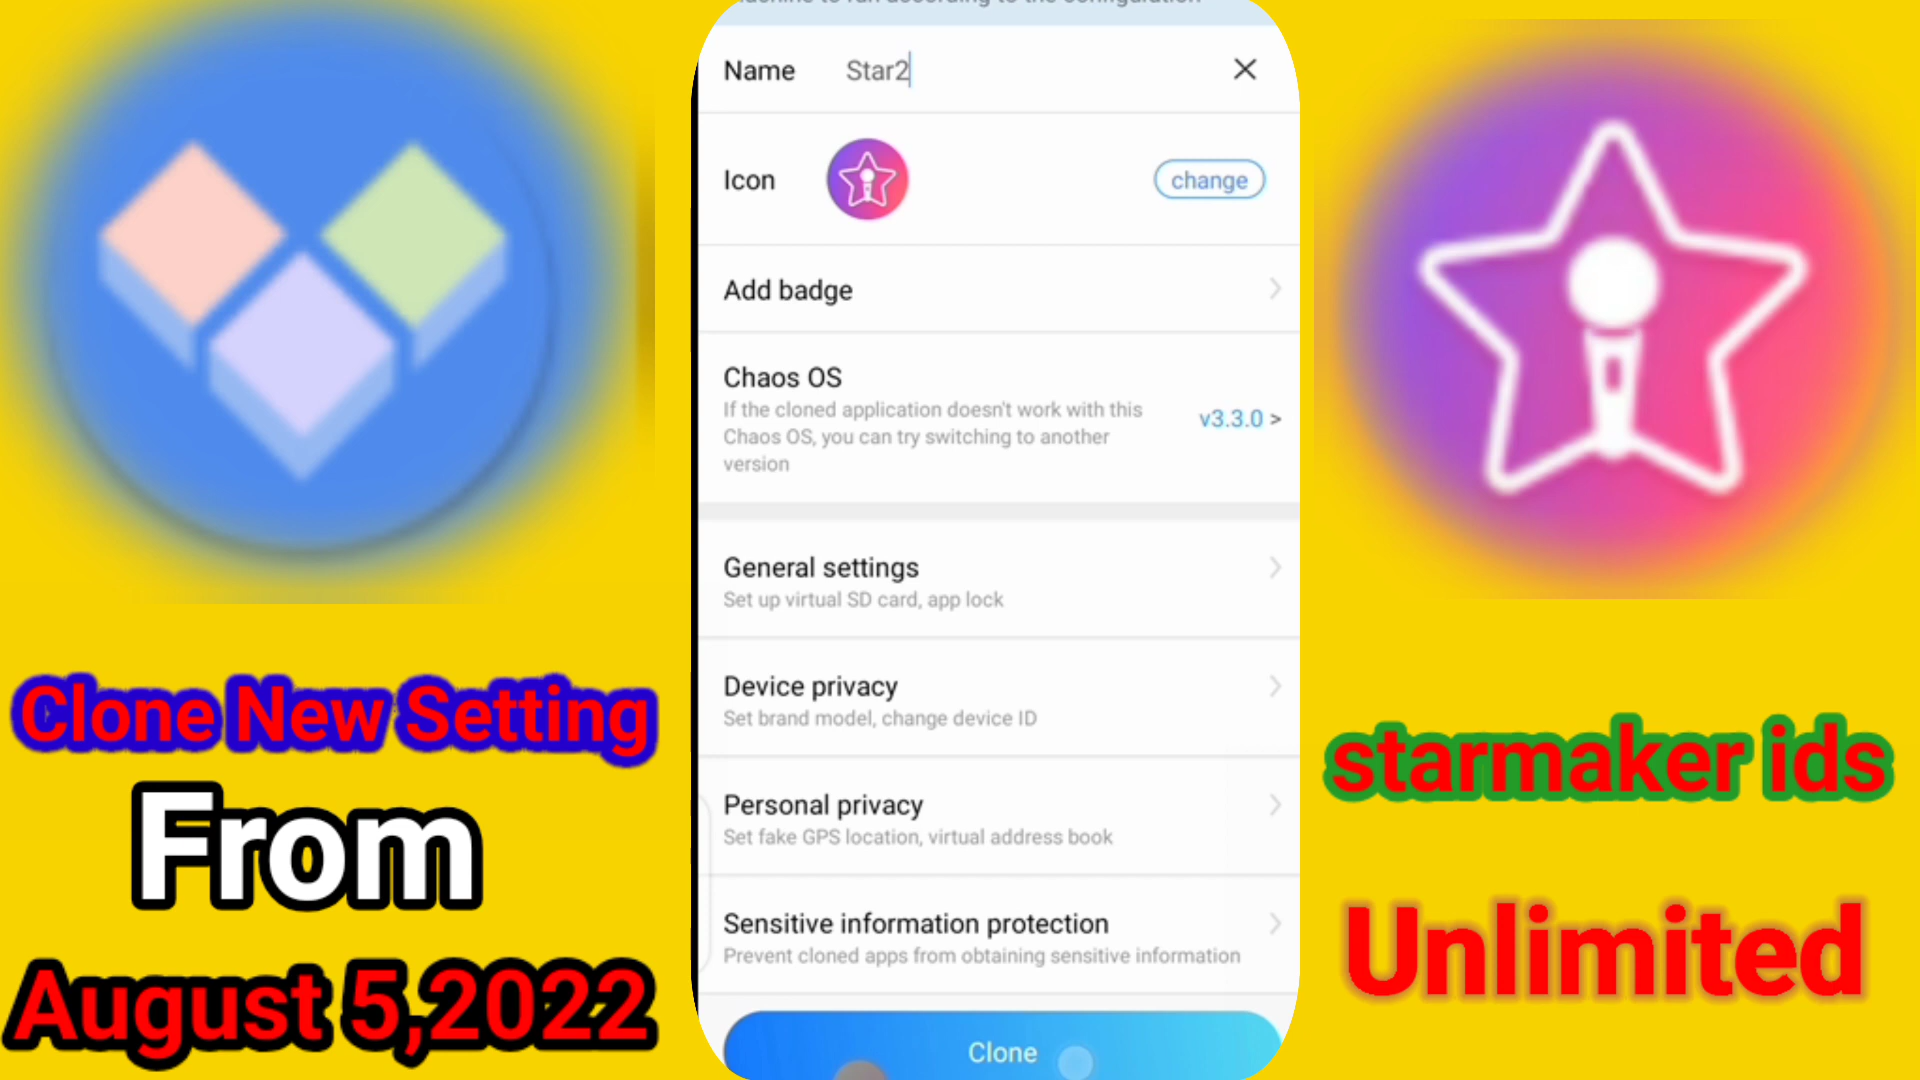 Name Star2
Icon change
Add badge
Chaos OS
If the cloned application doesn't work with this
Chaos OS, you can try switching to another
version
v3.3.0 >
General settings
Set up virtual SD card, app lock
Device privacy
Set brand model, change device ID
Personal privacy
Set fake GPS location, virtual address book
Sensitive information protection
Prevent cloned apps from obtaining sensitive information
Clone
Clone New Setting
From
August 5,2022
starmaker ids
Unlimited